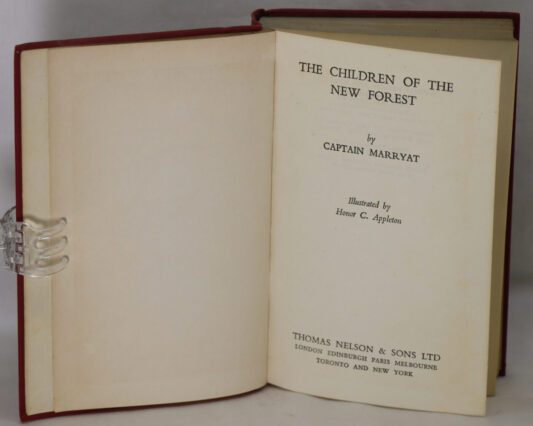 THE CHILDREN OF THE
NEW FOREST
by
CAPTAIN MARRYAT
Illustrated by
Honor C. Appleton
THOMAS NELSON & SONS LTD
LONDON EDINBURGH PARIS MELBOURNE
TORONTO AND NEW YORK